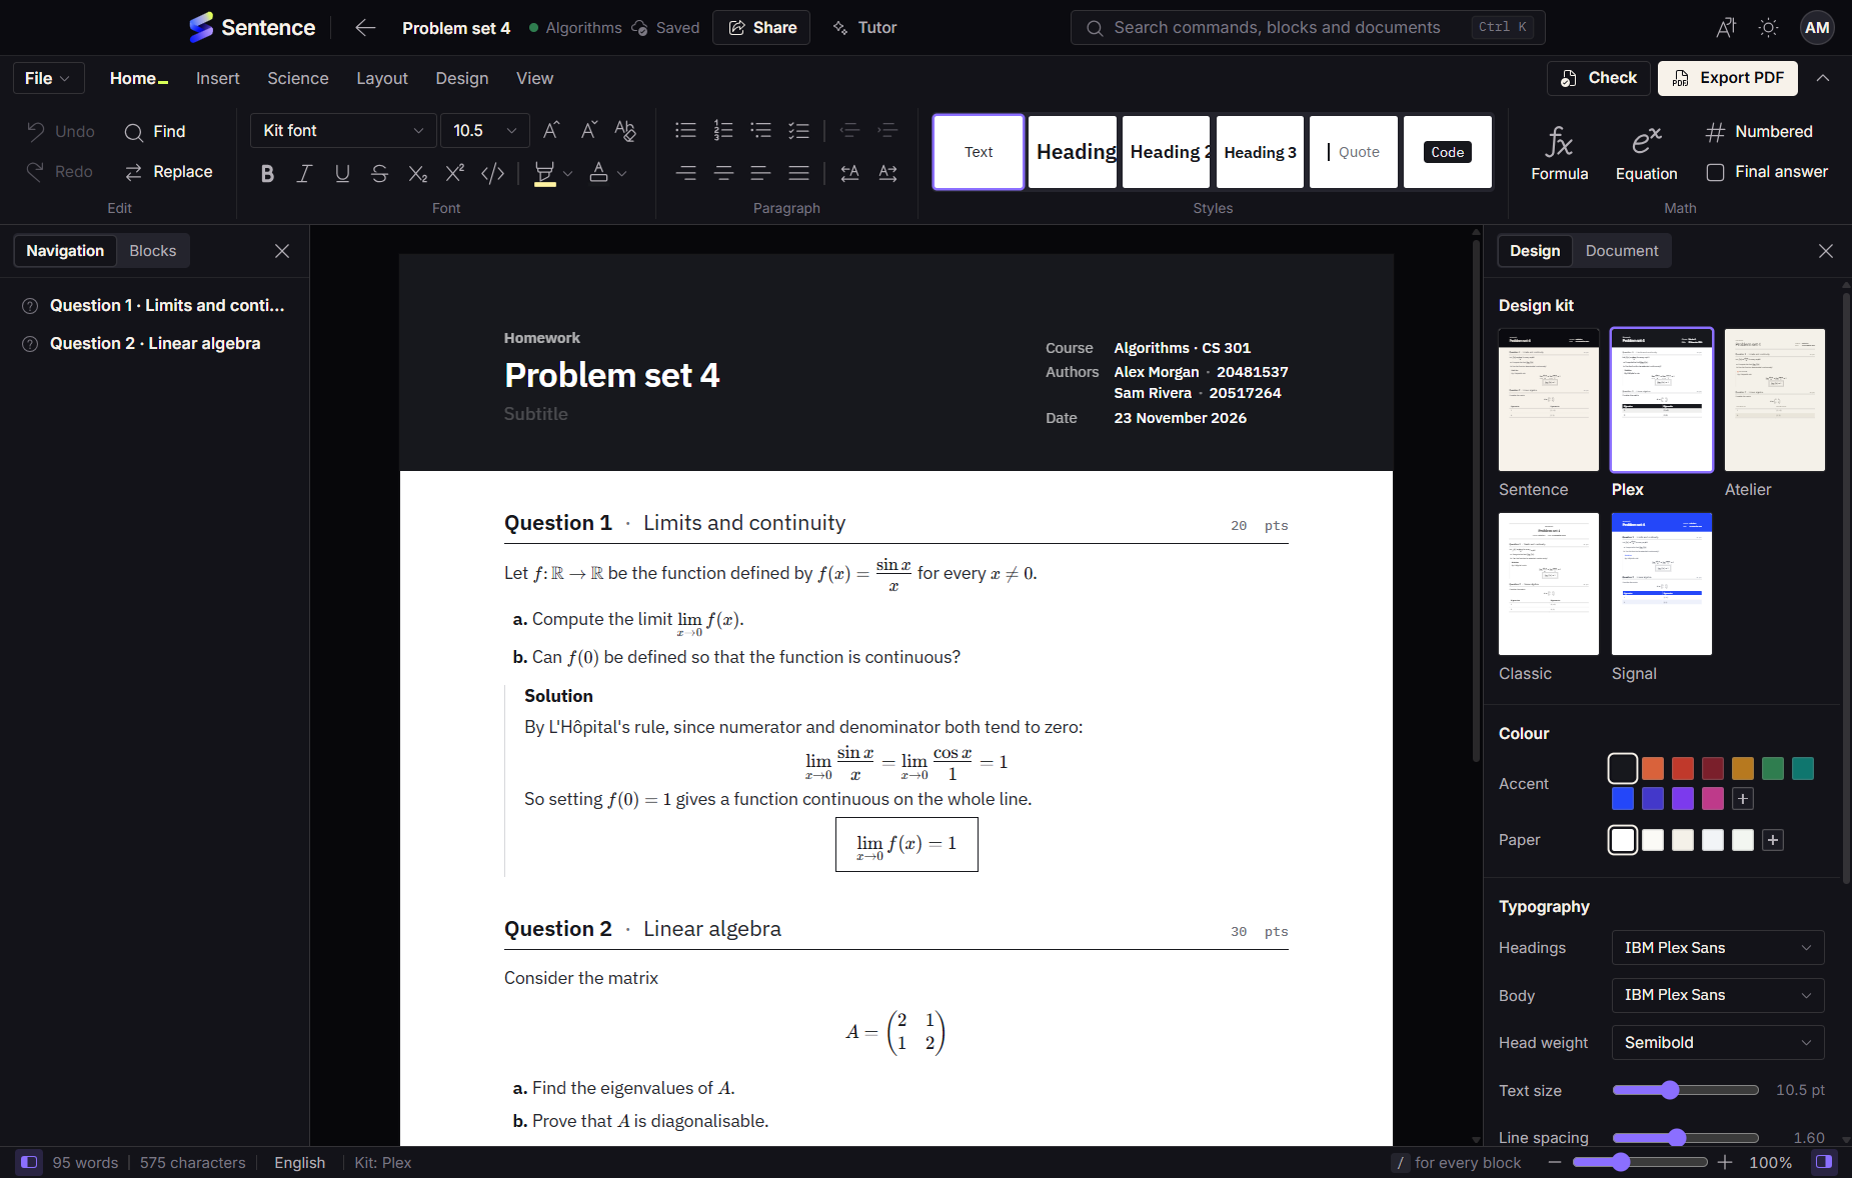 Sentence
Problem set 4
Algorithms
Saved
Share
Tutor
Search commands, blocks and documents
Ctrl K
AM
File
Home
Insert
Science
Layout
Design
View
Check
Export PDF
Undo
Find
Redo
Replace
Edit
Kit font
10.5
Font
Paragraph
Text
Heading
Heading 2
Heading 3
Quote
Code
Styles
Formula
Equation
Numbered
Final answer
Math
Navigation
Blocks
Question 1 · Limits and conti...
Question 2 · Linear algebra
Homework
Problem set 4
Subtitle
Course Algorithms · CS 301
Authors Alex Morgan · 20481537
Sam Rivera · 20517264
Date 23 November 2026
Question 1 · Limits and continuity 20 pts
Let f: ℝ → ℝ be the function defined by f(x) = sin x / x for every x ≠ 0.
a. Compute the limit lim x→0 f(x).
b. Can f(0) be defined so that the function is continuous?
Solution
By L'Hôpital's rule, since numerator and denominator both tend to zero:
lim x→0 sin x / x = lim x→0 cos x / 1 = 1
So setting f(0) = 1 gives a function continuous on the whole line.
lim x→0 f(x) = 1
Question 2 · Linear algebra 30 pts
Consider the matrix
A = (2 1
1 2)
a. Find the eigenvalues of A.
b. Prove that A is diagonalisable.
Design
Document
Design kit
Sentence
Plex
Atelier
Classic
Signal
Colour
Accent
Paper
Typography
Headings IBM Plex Sans
Body IBM Plex Sans
Head weight Semibold
Text size 10.5 pt
Line spacing 1.60
95 words
575 characters
English
Kit: Plex
/ for every block
100%